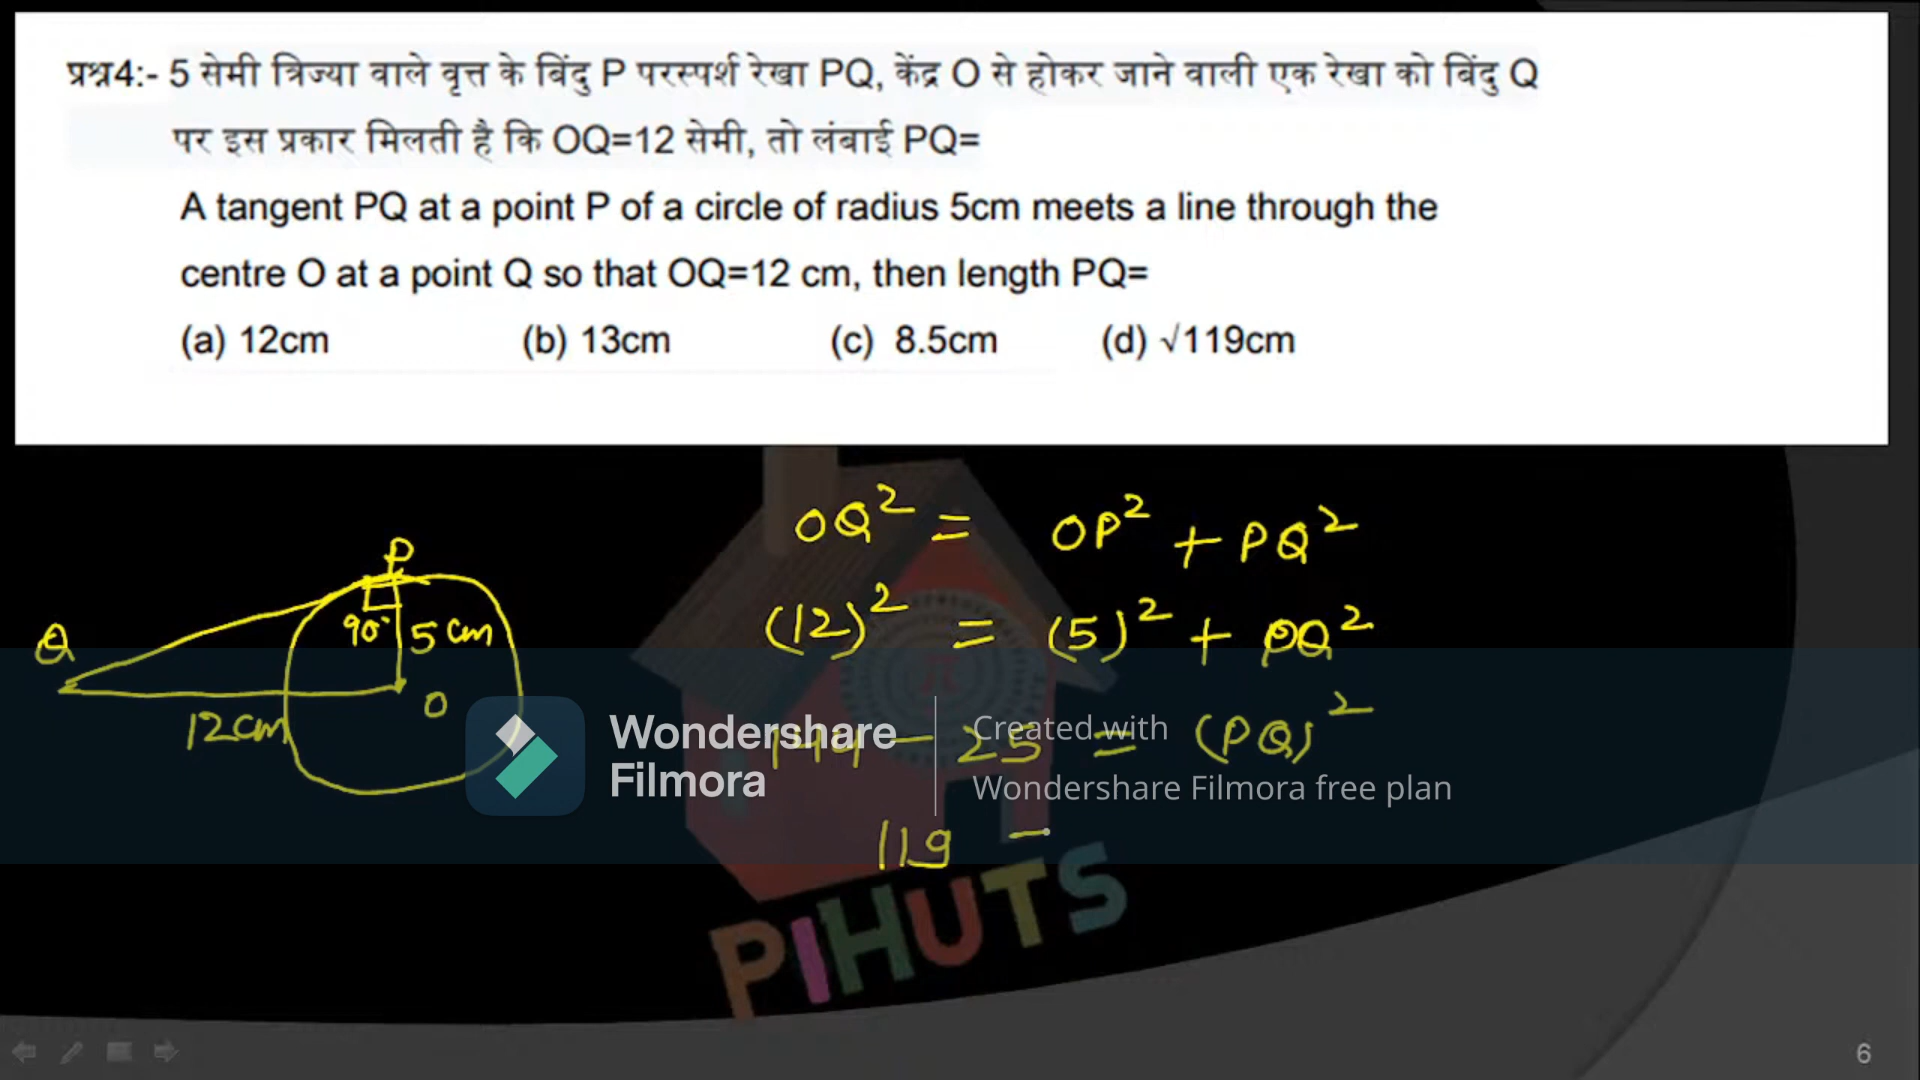 प्रश्न4:- 5 सेमी त्रिज्या वाले वृत्त के बिंदु P परस्पर्श रेखा PQ, केंद्र O से होकर जाने वाली एक रेखा को बिंदु Q
पर इस प्रकार मिलती है कि OQ=12 सेमी, तो लंबाई PQ=
A tangent PQ at a point P of a circle of radius 5cm meets a line through the
centre O at a point Q so that OQ=12 cm, then length PQ=
(a) 12cm (b) 13cm (c) 8.5cm (d) √119cm
OQ² = OP² + PQ²
P
(12)² = (5)² + PQ²
90° 5 cm
Q
O
12cm
144 - 25 = (PQ)²
Wondershare
Filmora
Created with
Wondershare Filmora free plan
119 =
PIHUTS
6